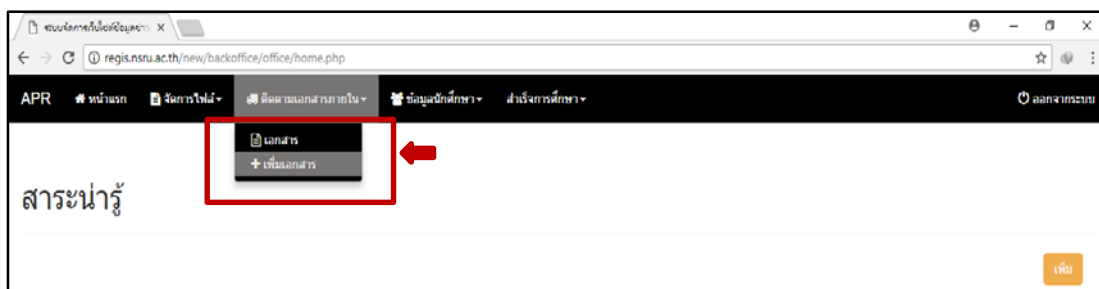 ระบบจัดการเก็บไฟล์ข้อมูลข่า
regis.nsru.ac.th/new/backoffice/office/home.php
APR หน้าแรก จัดการไฟล์ ติดตามเอกสารภายใน ข้อมูลนักศึกษา สำเร็จการศึกษา ออกจากระบบ
เอกสาร
เพิ่มเอกสาร
สาระน่ารู้
เพิ่ม